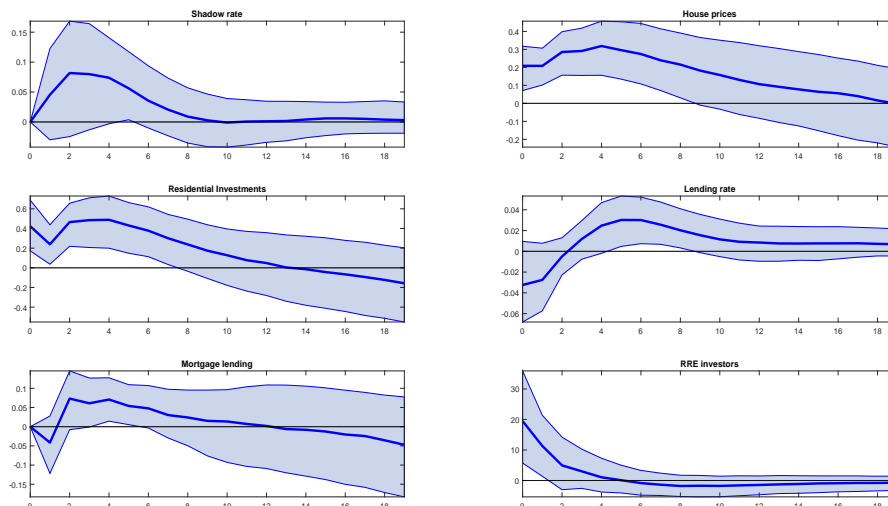 Shadow rate
0.15
0.1
0.05
0
0 2 4 6 8 10 12 14 16 18
House prices
0.4
0.3
0.2
0.1
0
-0.1
-0.2
0 2 4 6 8 10 12 14 16 18
Residential Investments
0.6
0.4
0.2
0
-0.2
-0.4
0 2 4 6 8 10 12 14 16 18
Lending rate
0.04
0.02
0
-0.02
-0.04
-0.06
0 2 4 6 8 10 12 14 16 18
Mortgage lending
0.1
0.05
0
-0.05
-0.1
-0.15
0 2 4 6 8 10 12 14 16 18
RRE investors
30
20
10
0
0 2 4 6 8 10 12 14 16 18